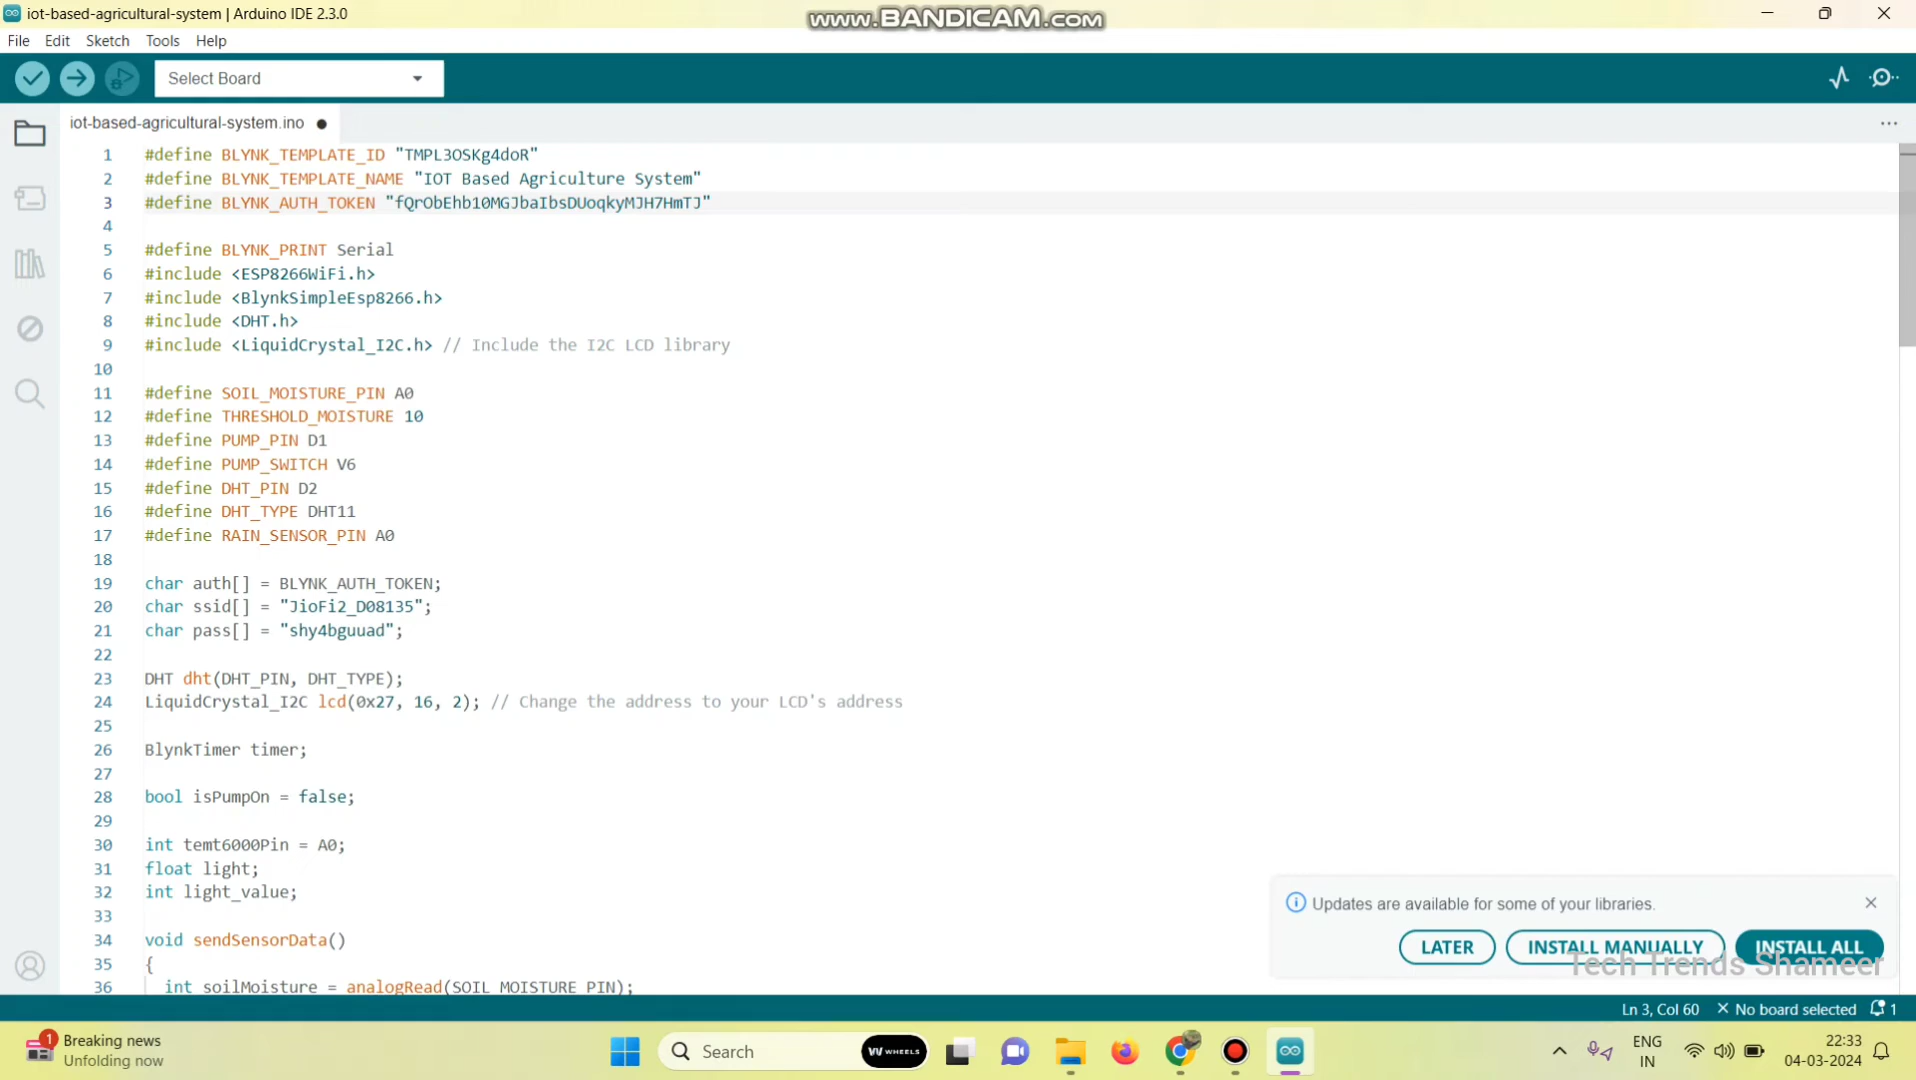 iot-based-agricultural-system | Arduino IDE 2.3.0
www.BANDICAM.com
File Edit Sketch Tools Help
Select Board
iot-based-agricultural-system.ino
1 #define BLYNK_TEMPLATE_ID "TMPL3OSKg4doR"
2 #define BLYNK_TEMPLATE_NAME "IOT Based Agriculture System"
3 #define BLYNK_AUTH_TOKEN "fQrObEhb10MGJbaIbsDUoqkyMJH7HmTJ"
4
5 #define BLYNK_PRINT Serial
6 #include <ESP8266WiFi.h>
7 #include <BlynkSimpleEsp8266.h>
8 #include <DHT.h>
9 #include <LiquidCrystal_I2C.h> // Include the I2C LCD library
10
11 #define SOIL_MOISTURE_PIN A0
12 #define THRESHOLD_MOISTURE 10
13 #define PUMP_PIN D1
14 #define PUMP_SWITCH V6
15 #define DHT_PIN D2
16 #define DHT_TYPE DHT11
17 #define RAIN_SENSOR_PIN A0
18
19 char auth[] = BLYNK_AUTH_TOKEN;
20 char ssid[] = "JioFi2_D08135";
21 char pass[] = "shy4bguuad";
22
23 DHT dht(DHT_PIN, DHT_TYPE);
24 LiquidCrystal_I2C lcd(0x27, 16, 2); // Change the address to your LCD's address
25
26 BlynkTimer timer;
27
28 bool isPumpOn = false;
29
30 int temt6000Pin = A0;
31 float light;
32 int light_value;
33
34 void sendSensorData()
35 {
36 int soilMoisture = analogRead(SOIL_MOISTURE_PIN);
Updates are available for some of your libraries.
LATER INSTALL MANUALLY INSTALL ALL
Tech Trends Shameer
Ln 3, Col 60 No board selected 1
1 Breaking news
Unfolding now
Search
WHEELS
ENG
IN
22:33
04-03-2024